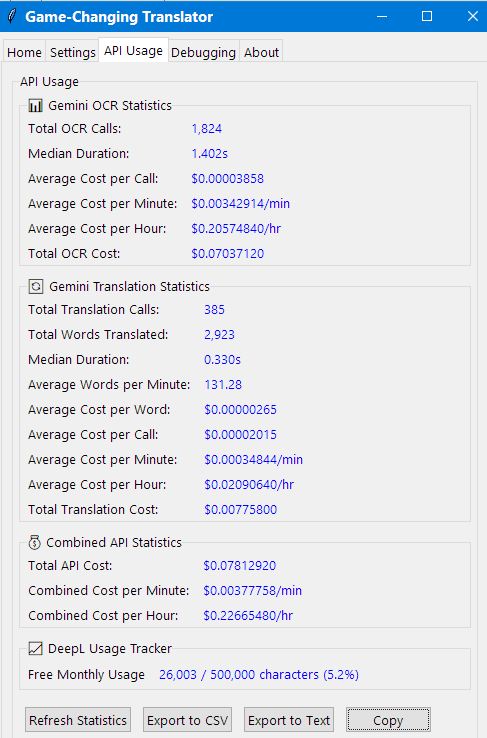 Game-Changing Translator
Home Settings API Usage Debugging About
API Usage
Gemini OCR Statistics
Total OCR Calls: 1,824
Median Duration: 1.402s
Average Cost per Call: $0.00003858
Average Cost per Minute: $0.00342914/min
Average Cost per Hour: $0.20574840/hr
Total OCR Cost: $0.07037120
Gemini Translation Statistics
Total Translation Calls: 385
Total Words Translated: 2,923
Median Duration: 0.330s
Average Words per Minute: 131.28
Average Cost per Word: $0.00000265
Average Cost per Call: $0.00002015
Average Cost per Minute: $0.00034844/min
Average Cost per Hour: $0.02090640/hr
Total Translation Cost: $0.00775800
Combined API Statistics
Total API Cost: $0.07812920
Combined Cost per Minute: $0.00377758/min
Combined Cost per Hour: $0.22665480/hr
DeepL Usage Tracker
Free Monthly Usage 26,003 / 500,000 characters (5.2%)
Refresh Statistics Export to CSV Export to Text Copy